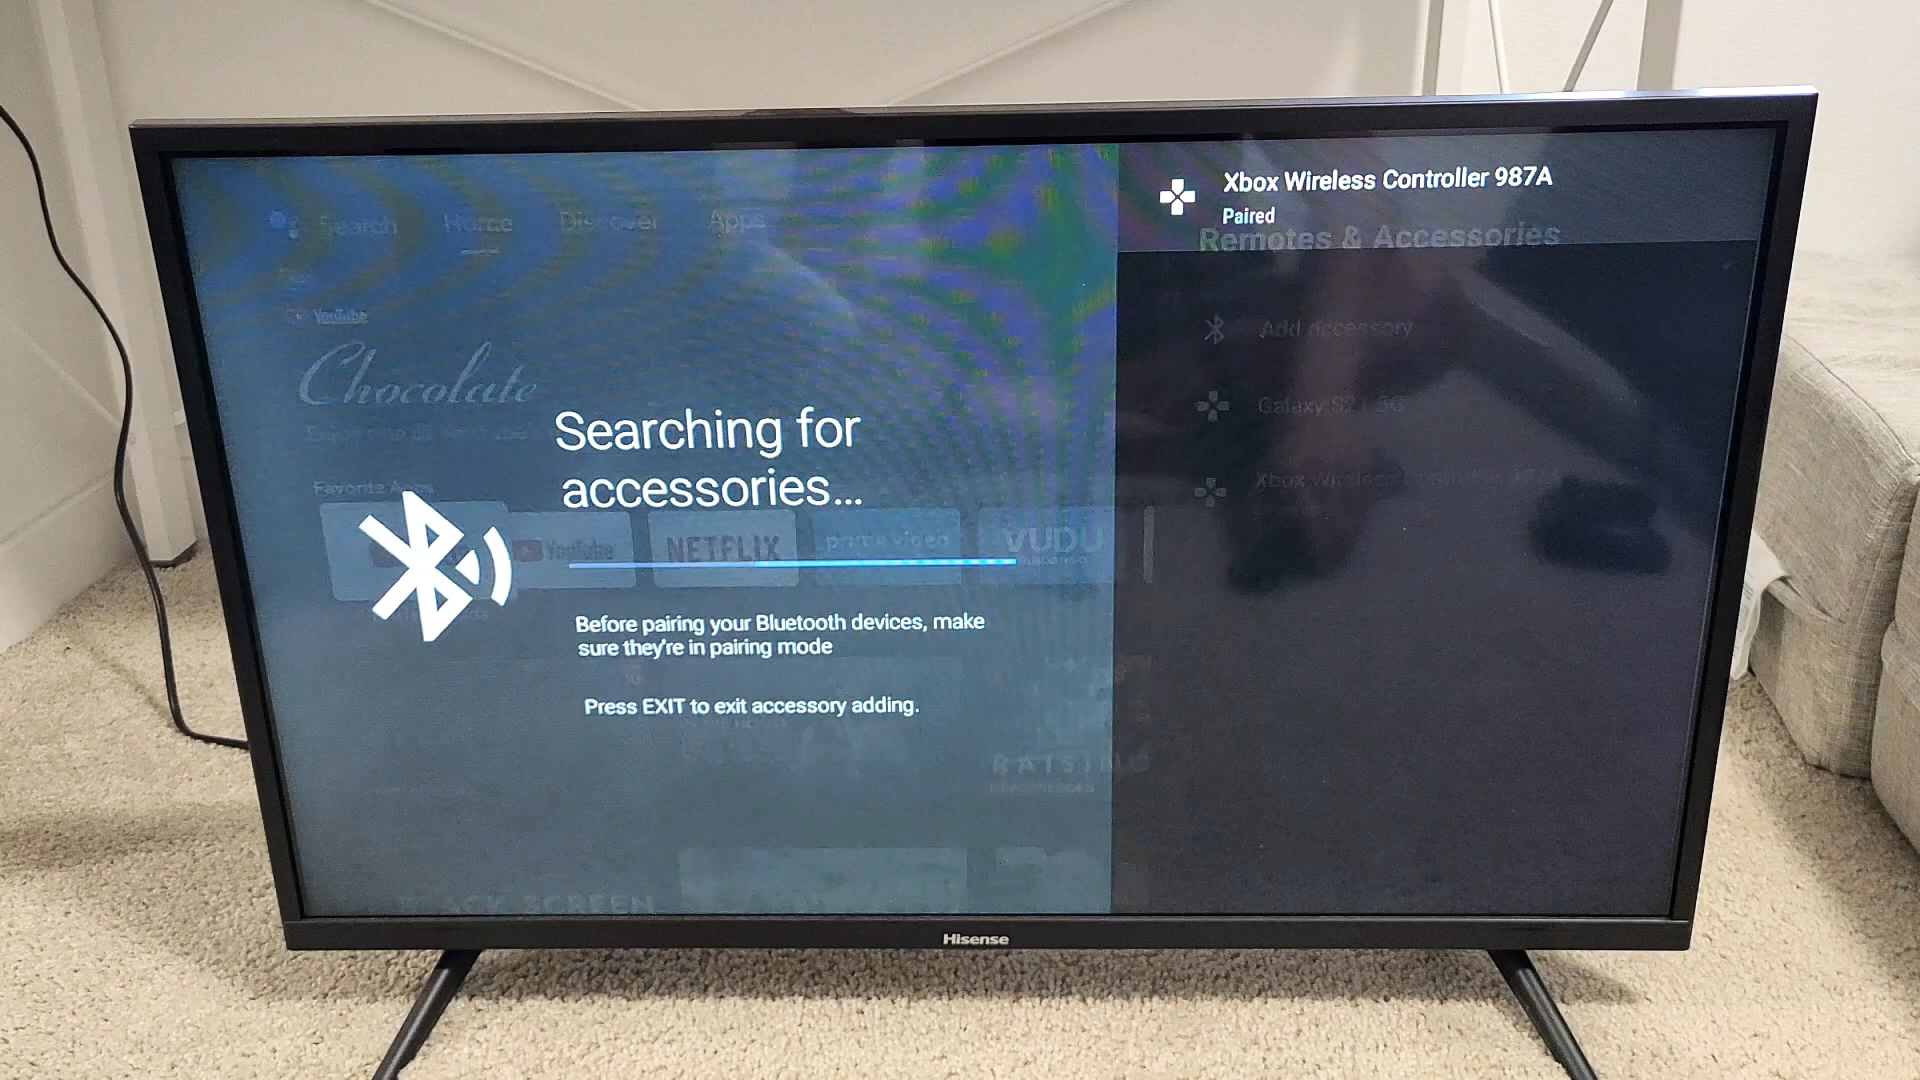 Search Home Discover Apps
YouTube
Chocolate
Favorite Apps
YouTube
NETFLIX
prime video
VUDU
Searching for
accessories...
Before pairing your Bluetooth devices, make
sure they're in pairing mode
Press EXIT to exit accessory adding.
BLACK SCREEN
Xbox Wireless Controller 987A
Paired
Remotes & Accessories
Add accessory
Galaxy S21 5G
Xbox Wireless Controller 987A
Hisense